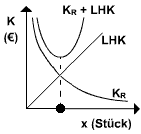 K
(€)
K_R + LHK
LHK
K_R
x (Stück)